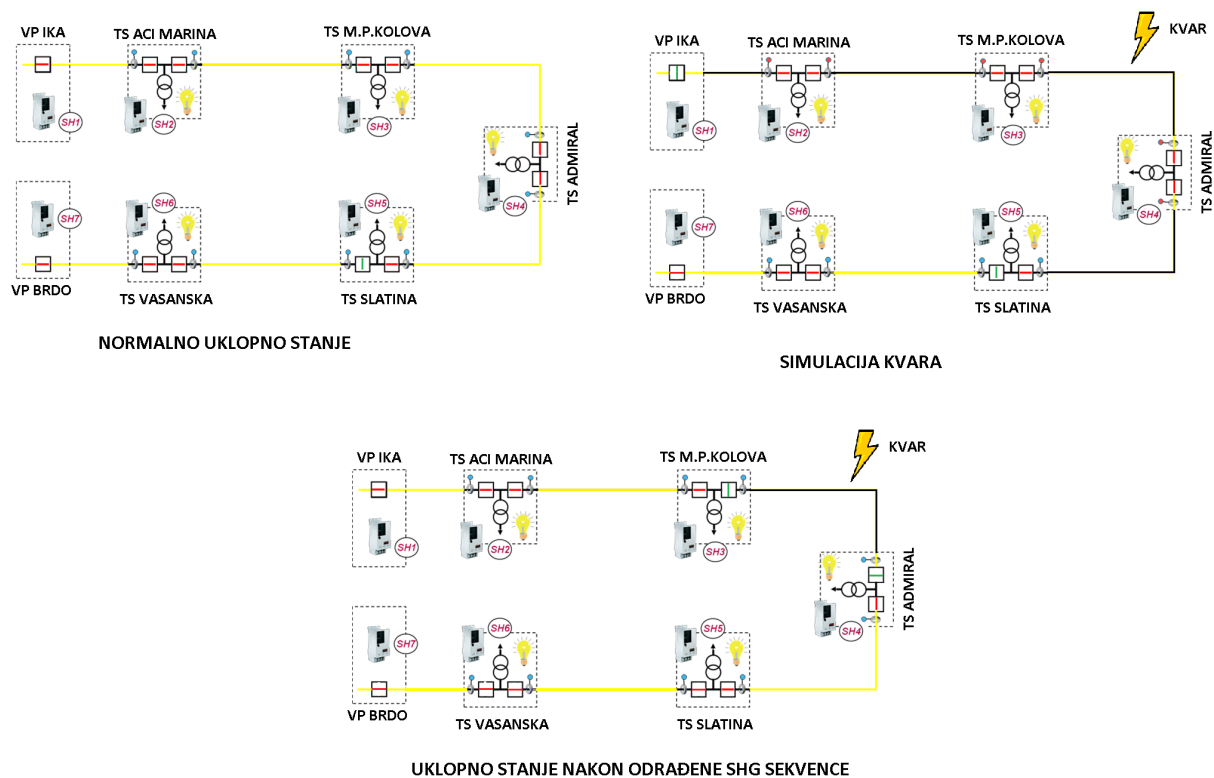 VP IKA
TS ACI MARINA
TS M.P.KOLOVA
SH1
SH2
SH3
TS ADMIRAL
SH4
SH7
SH6
SH5
VP BRDO
TS VASANSKA
TS SLATINA
NORMALNO UKLOPNO STANJE
KVAR
VP IKA
TS ACI MARINA
TS M.P.KOLOVA
SH1
SH2
SH3
TS ADMIRAL
SH4
SH7
SH6
SH5
VP BRDO
TS VASANSKA
TS SLATINA
SIMULACIJA KVARA
KVAR
VP IKA
TS ACI MARINA
TS M.P.KOLOVA
SH1
SH2
SH3
TS ADMIRAL
SH4
SH7
SH6
SH5
VP BRDO
TS VASANSKA
TS SLATINA
UKLOPNO STANJE NAKON ODRAĐENE SHG SEKVENCE